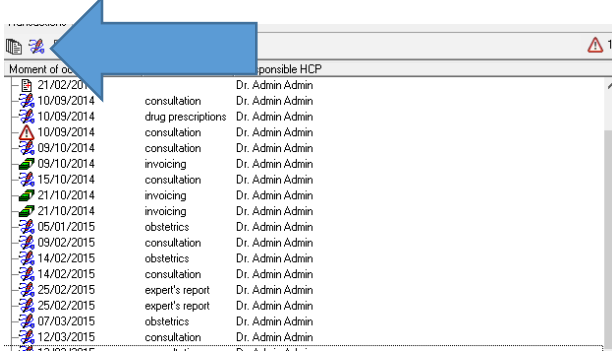 1
Moment of oc sponsible HCP
21/02/201 Dr. Admin Admin
10/09/2014 consultation Dr. Admin Admin
10/09/2014 drug prescriptions Dr. Admin Admin
10/09/2014 consultation Dr. Admin Admin
09/10/2014 consultation Dr. Admin Admin
09/10/2014 invoicing Dr. Admin Admin
15/10/2014 consultation Dr. Admin Admin
21/10/2014 invoicing Dr. Admin Admin
21/10/2014 invoicing Dr. Admin Admin
05/01/2015 obstetrics Dr. Admin Admin
09/02/2015 consultation Dr. Admin Admin
14/02/2015 obstetrics Dr. Admin Admin
14/02/2015 consultation Dr. Admin Admin
25/02/2015 expert's report Dr. Admin Admin
25/02/2015 expert's report Dr. Admin Admin
07/03/2015 obstetrics Dr. Admin Admin
12/03/2015 consultation Dr. Admin Admin